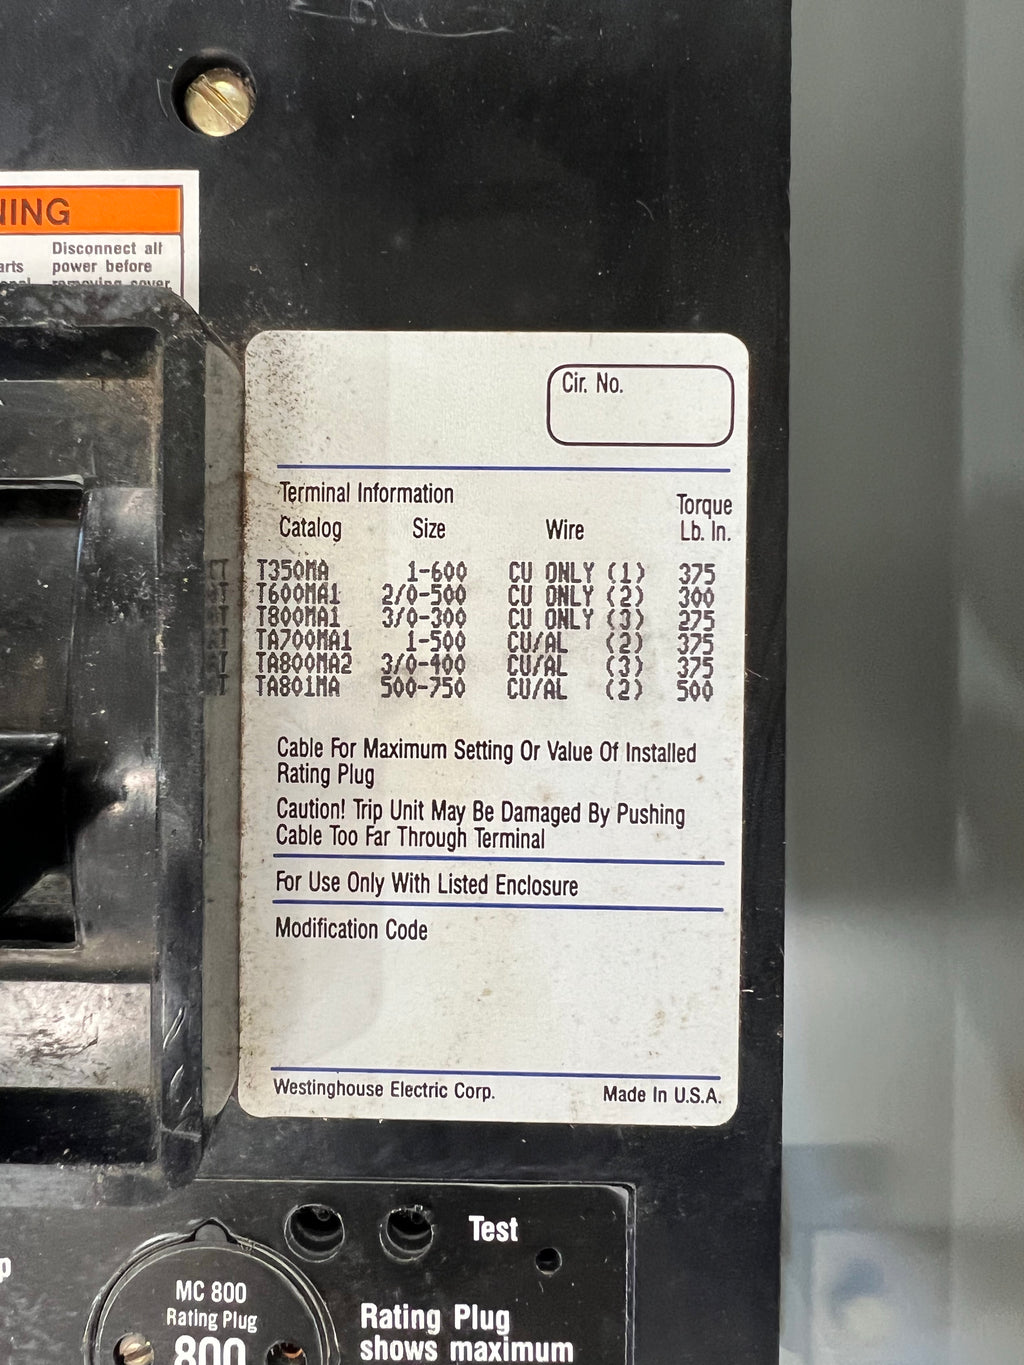 NING
Disconnect all
arts power before
removing cover
Cir. No.
Terminal Information Torque
Catalog Size Wire Lb. In.
T350MA 1-600 CU ONLY (1) 375
T600MA1 2/0-500 CU ONLY (2) 300
T800MA1 3/0-300 CU ONLY (3) 275
TA700MA1 1-500 CU/AL (2) 375
TA800MA2 3/0-400 CU/AL (3) 375
TA801MA 500-750 CU/AL (2) 500
Cable For Maximum Setting Or Value Of Installed
Rating Plug
Caution! Trip Unit May Be Damaged By Pushing
Cable Too Far Through Terminal
For Use Only With Listed Enclosure
Modification Code
Westinghouse Electric Corp. Made In U.S.A.
Test
p
MC 800
Rating Plug
800
Rating Plug
shows maximum